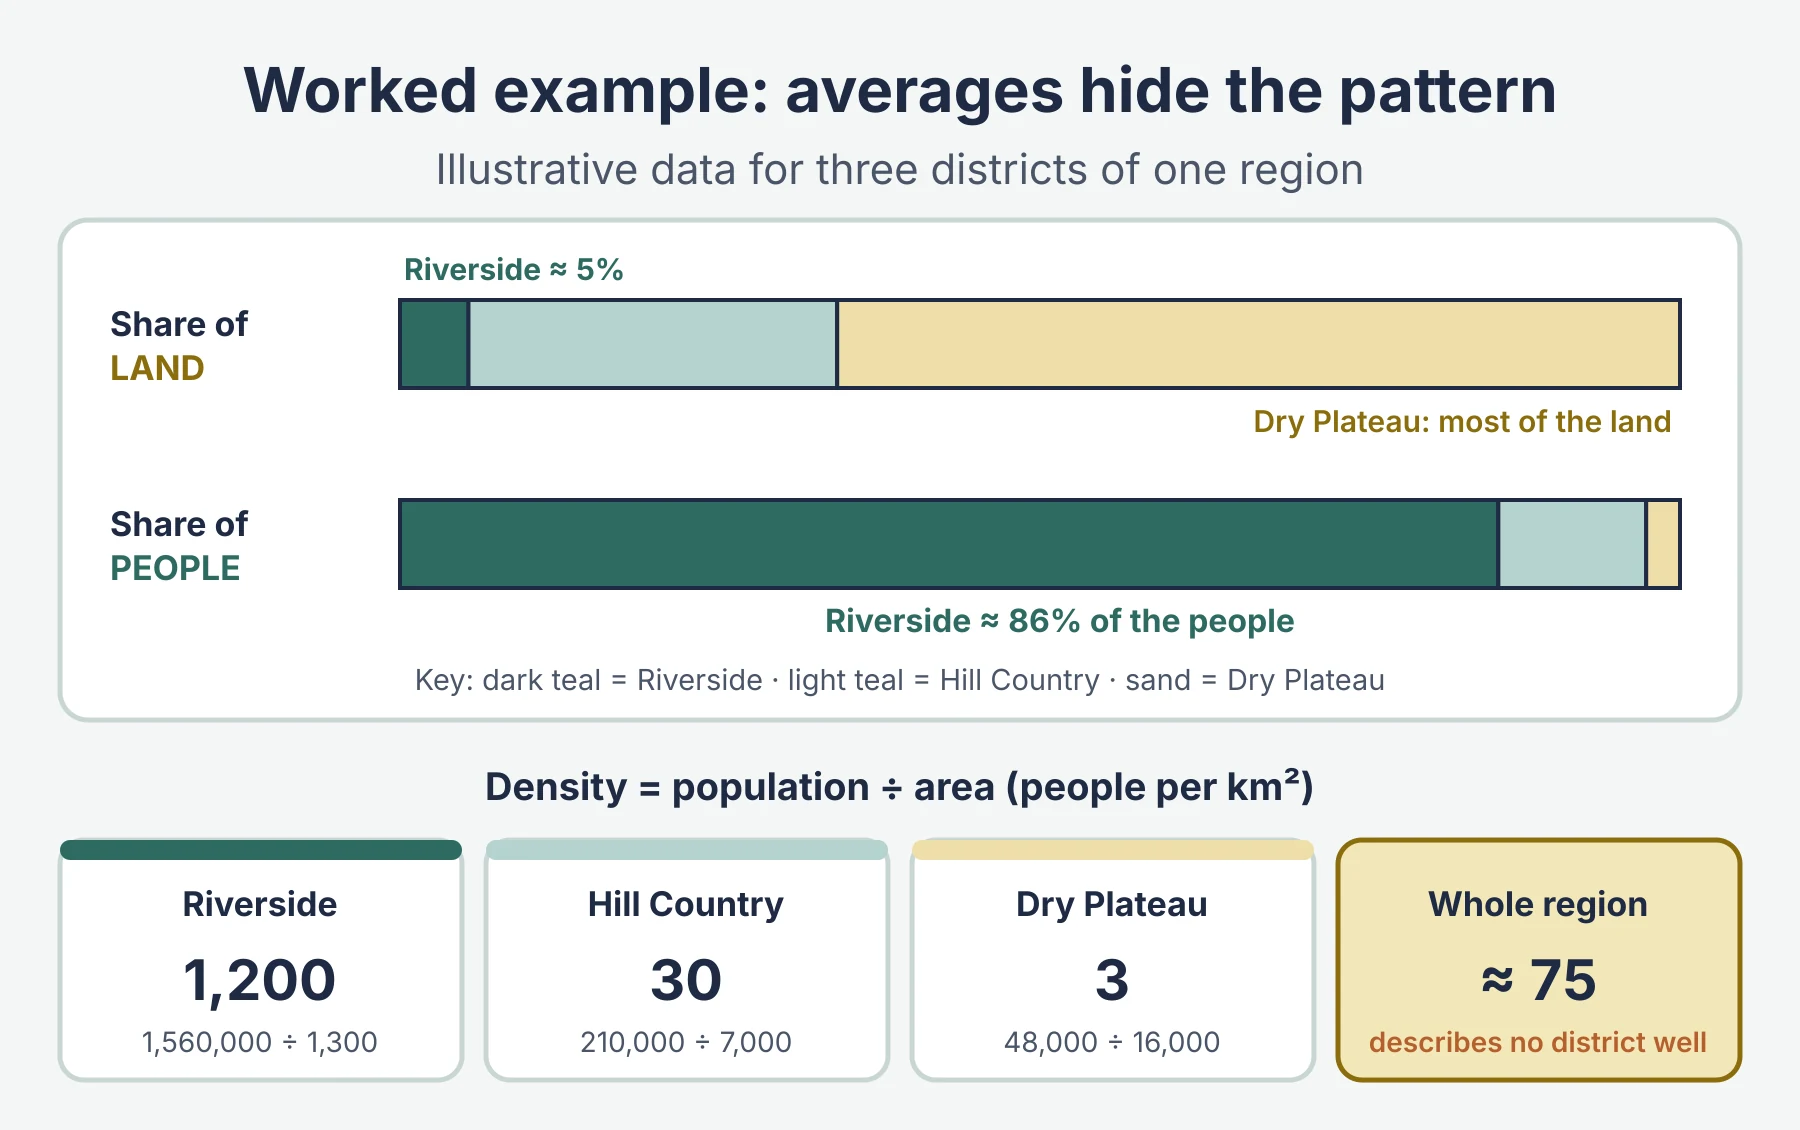 Worked example: averages hide the pattern
Illustrative data for three districts of one region
Riverside ≈ 5%
Share of
LAND
Dry Plateau: most of the land
Share of
PEOPLE
Riverside ≈ 86% of the people
Key: dark teal = Riverside · light teal = Hill Country · sand = Dry Plateau
Density = population ÷ area (people per km²)
Riverside
1,200
1,560,000 ÷ 1,300
Hill Country
30
210,000 ÷ 7,000
Dry Plateau
3
48,000 ÷ 16,000
Whole region
≈ 75
describes no district well